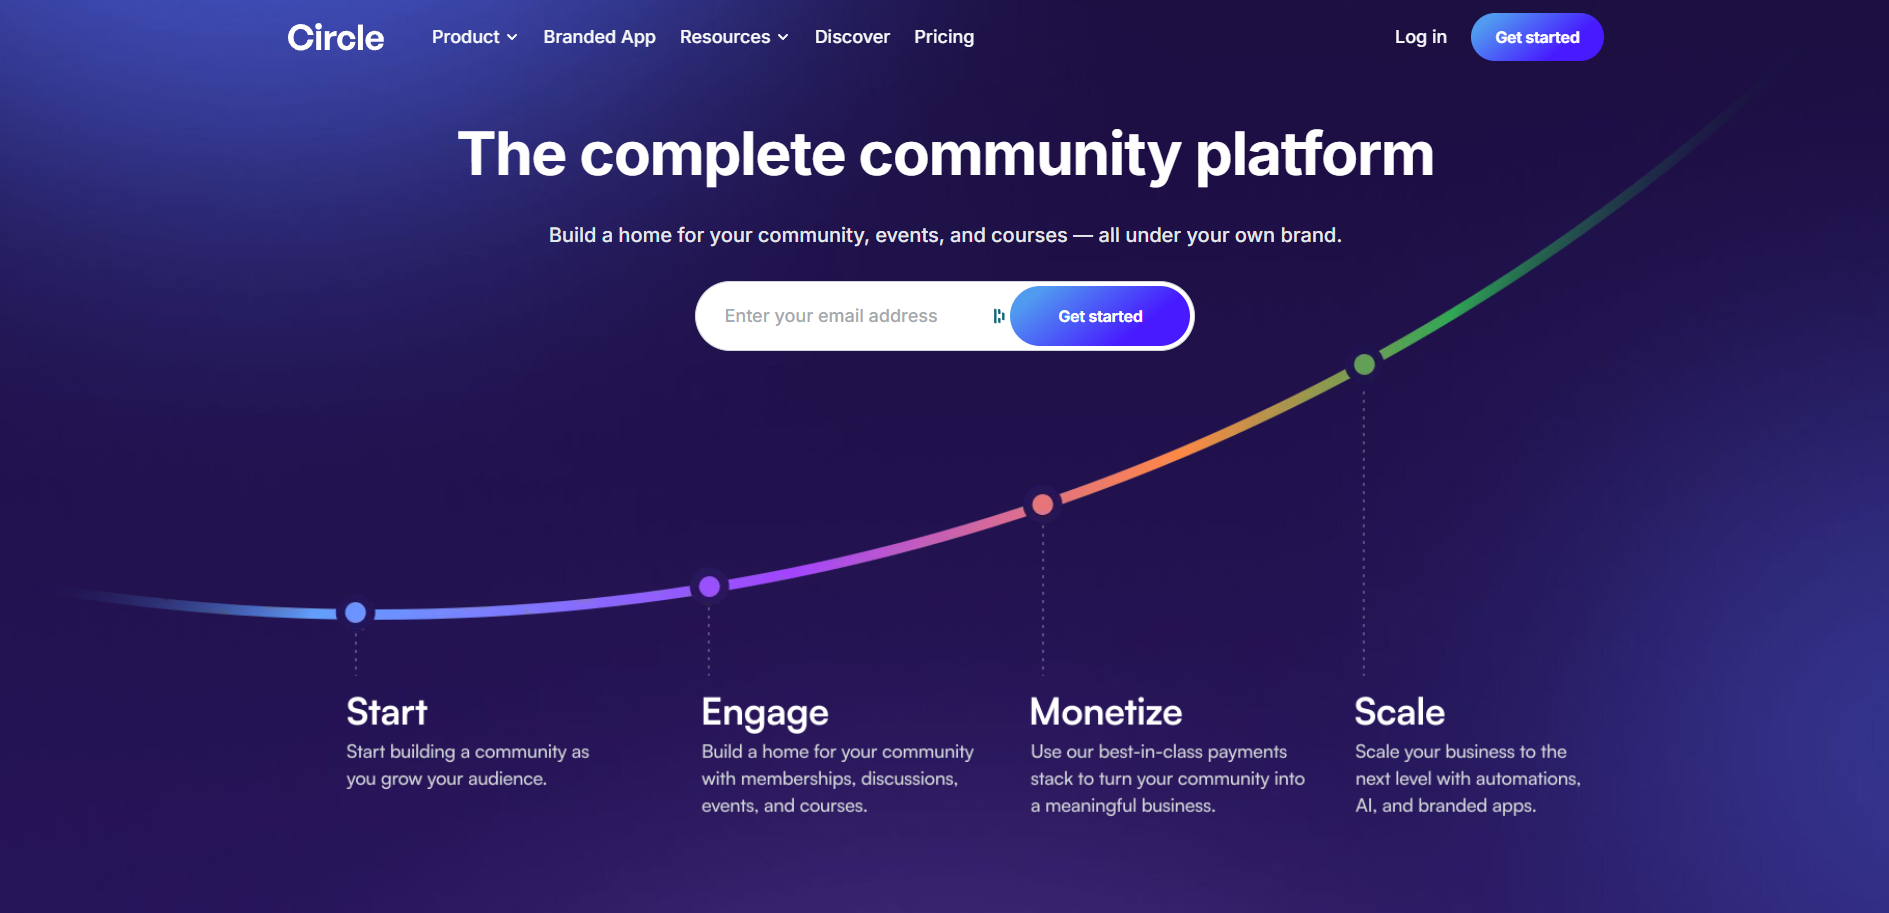 Circle
Product
Branded App
Resources
Discover
Pricing
Log in
Get started
The complete community platform
Build a home for your community, events, and courses — all under your own brand.
Enter your email address
Get started
Start
Start building a community as
you grow your audience.
Engage
Build a home for your community
with memberships, discussions,
events, and courses.
Monetize
Use our best-in-class payments
stack to turn your community into
a meaningful business.
Scale
Scale your business to the
next level with automations,
AI, and branded apps.